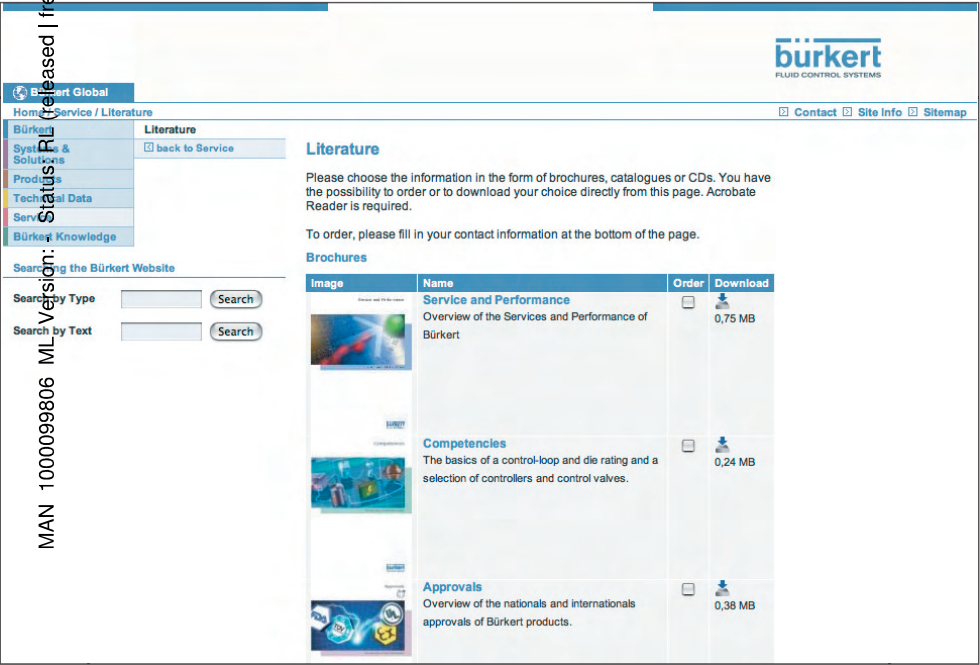 bürkert
FLUID CONTROL SYSTEMS
Bürkert Global
Home / Service / Literature
Contact Site Info Sitemap
Bürkert
Systems &
Solutions
Products
Technical Data
Service
Bürkert Knowledge
Literature
back to Service
Searching the Bürkert Website
Search by Type Search
Search by Text Search
MAN 1000099806 ML Version: - Status: RL (released | fre
Literature
Please choose the information in the form of brochures, catalogues or CDs. You have
the possibility to order or to download your choice directly from this page. Acrobate
Reader is required.
To order, please fill in your contact information at the bottom of the page.
Brochures
Image Name Order Download
Service and Performance
Service and Performance
Overview of the Services and Performance of
Bürkert
0,75 MB
bürkert
Competencies
Competencies
The basics of a control-loop and die rating and a
selection of controllers and control valves.
0,24 MB
bürkert
Approvals
Approvals
Overview of the nationals and internationals
approvals of Bürkert products.
0,38 MB